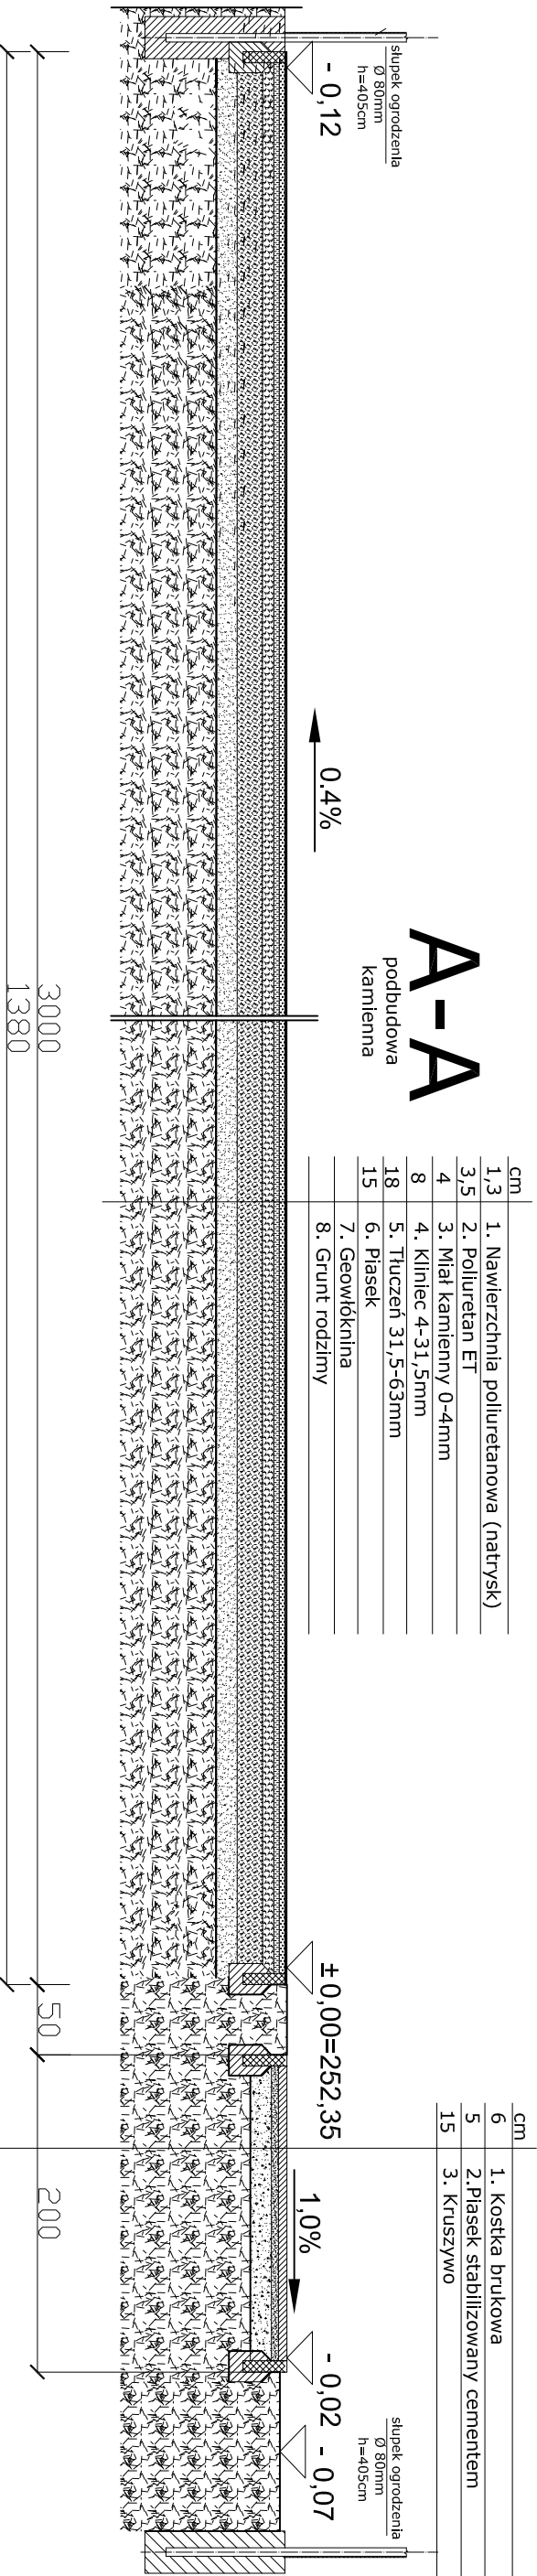 A-A
podbudowa
kamienna
cm
1,3 1. Nawierzchnia poliuretanowa (natrysk)
3,5 2. Poliuretan ET
4 3. Miał kamienny 0-4mm
8 4. Kliniec 4-31,5mm
18 5. Tłuczeń 31,5-63mm
15 6. Piasek
7. Geowłóknina
8. Grunt rodzimy
cm
6 1. Kostka brukowa
5 2.Piasek stabilizowany cementem
15 3. Kruszywo
słupek ogrodzenia
Ø 80mm
h=405cm
- 0,12
0.4%
±0,00=252,35
1,0%
- 0,02
- 0,07
słupek ogrodzenia
Ø 80mm
h=405cm
3000
50
200
1380